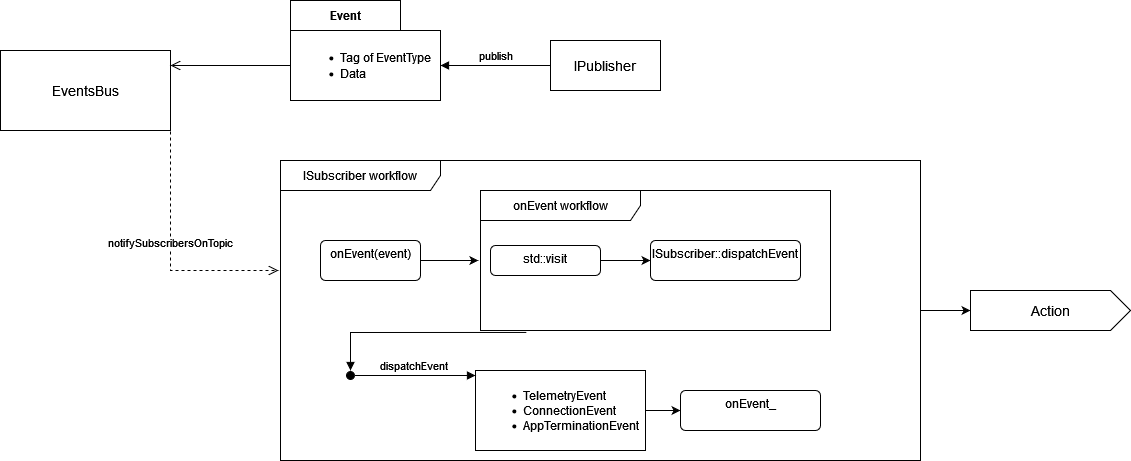 Event
Tag of EventType
Data
publish
IPublisher
EventsBus
ISubscriber workflow
onEvent workflow
notifySubscribersOnTopic
onEvent(event)
std::visit
ISubscriber::dispatchEvent
Action
dispatchEvent
TelemetryEvent
ConnectionEvent
AppTerminationEvent
onEvent_